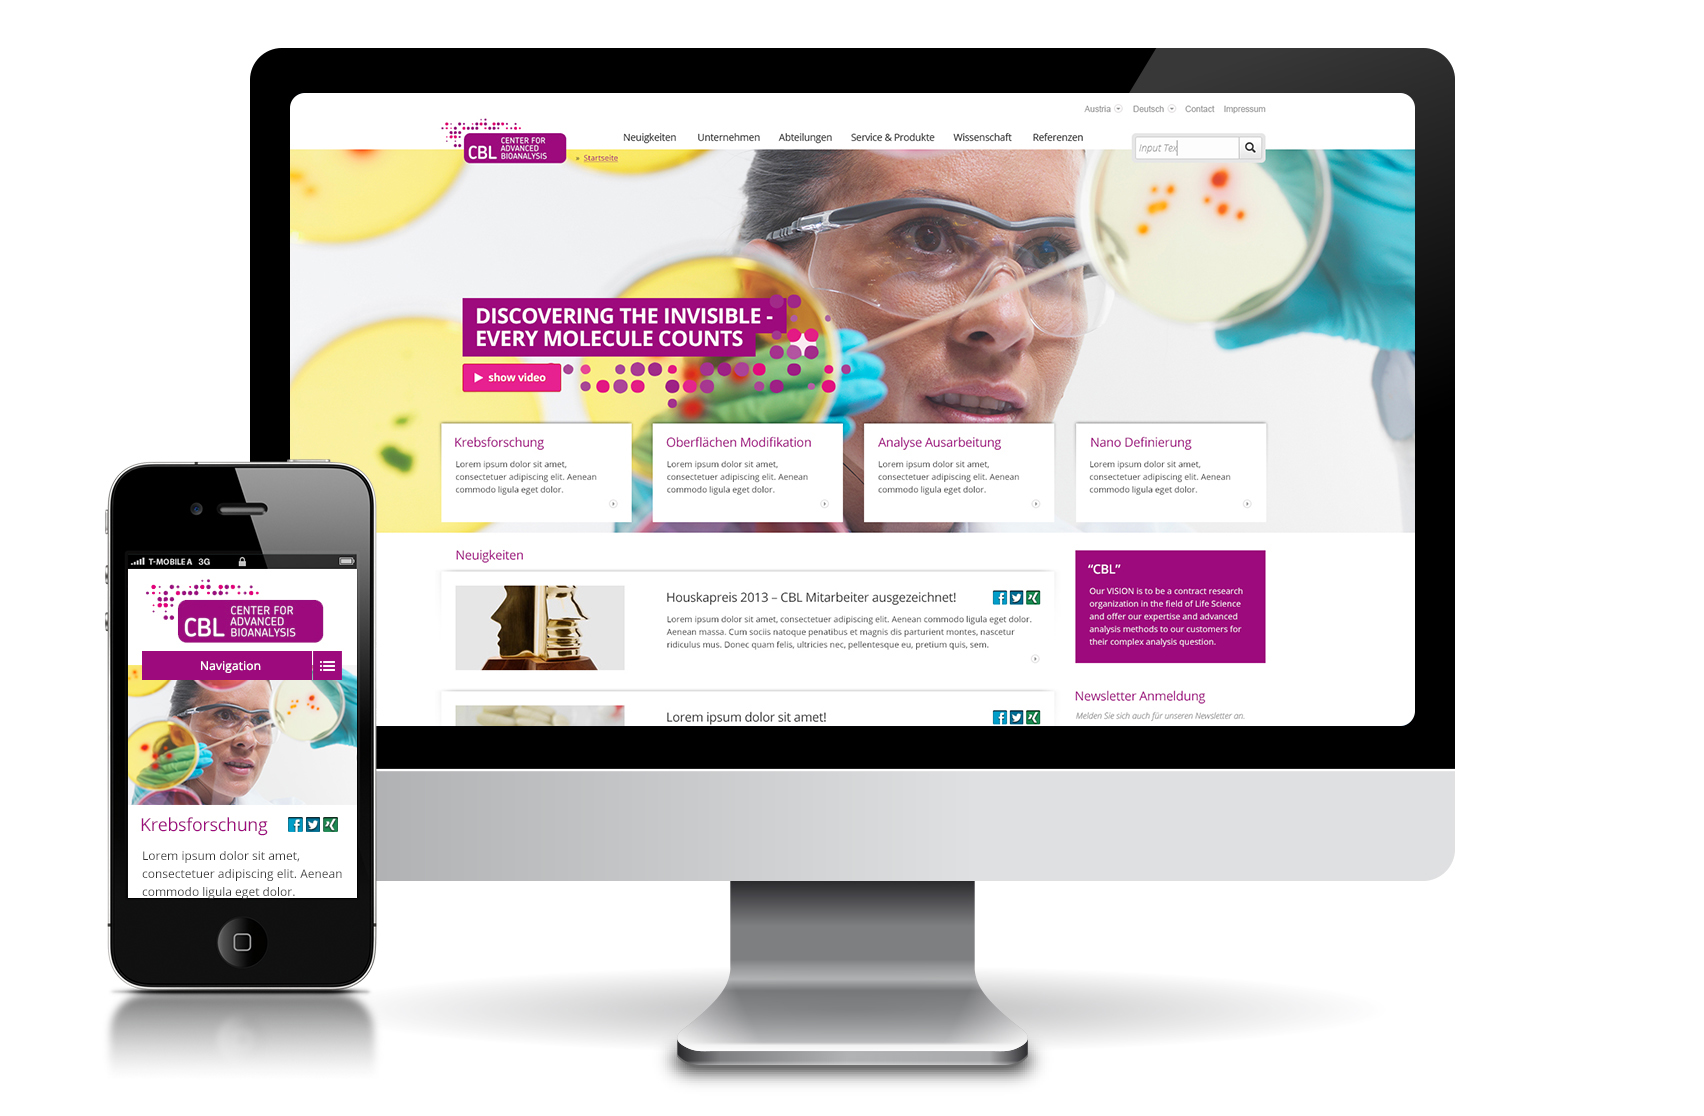 Austria Deutsch Contact Impressum
CBL CENTER FOR
ADVANCED
BIOANALYSIS
Neuigkeiten Unternehmen Abteilungen Service & Produkte Wissenschaft Referenzen
Input Tex
» Startseite
DISCOVERING THE INVISIBLE -
EVERY MOLECULE COUNTS
show video
Krebsforschung
Lorem ipsum dolor sit amet,
consectetuer adipiscing elit. Aenean
commodo ligula eget dolor.
Oberflächen Modifikation
Lorem ipsum dolor sit amet,
consectetuer adipiscing elit. Aenean
commodo ligula eget dolor.
Analyse Ausarbeitung
Lorem ipsum dolor sit amet,
consectetuer adipiscing elit. Aenean
commodo ligula eget dolor.
Nano Definierung
Lorem ipsum dolor sit amet,
consectetuer adipiscing elit. Aenean
commodo ligula eget dolor.
Neuigkeiten
Houskapreis 2013 – CBL Mitarbeiter ausgezeichnet!
Lorem ipsum dolor sit amet, consectetuer adipiscing elit. Aenean commodo ligula eget dolor.
Aenean massa. Cum sociis natoque penatibus et magnis dis parturient montes, nascetur
ridiculus mus. Donec quam felis, ultricies nec, pellentesque eu, pretium quis, sem.
Lorem ipsum dolor sit amet!
“CBL”
Our VISION is to be a contract research
organization in the field of Life Science
and offer our expertise and advanced
analysis methods to our customers for
their complex analysis question.
Newsletter Anmeldung
Melden Sie sich auch für unseren Newsletter an.
T-MOBILE A 3G
CBL CENTER FOR
ADVANCED
BIOANALYSIS
Navigation
Krebsforschung
Lorem ipsum dolor sit amet,
consectetuer adipiscing elit. Aenean
commodo ligula eget dolor.